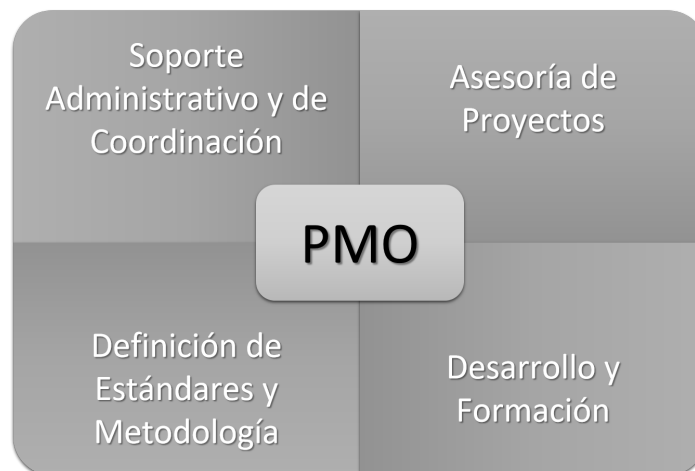 Soporte
Administrativo y de
Coordinación
Asesoría de
Proyectos
PMO
Definición de
Estándares y
Metodología
Desarrollo y
Formación